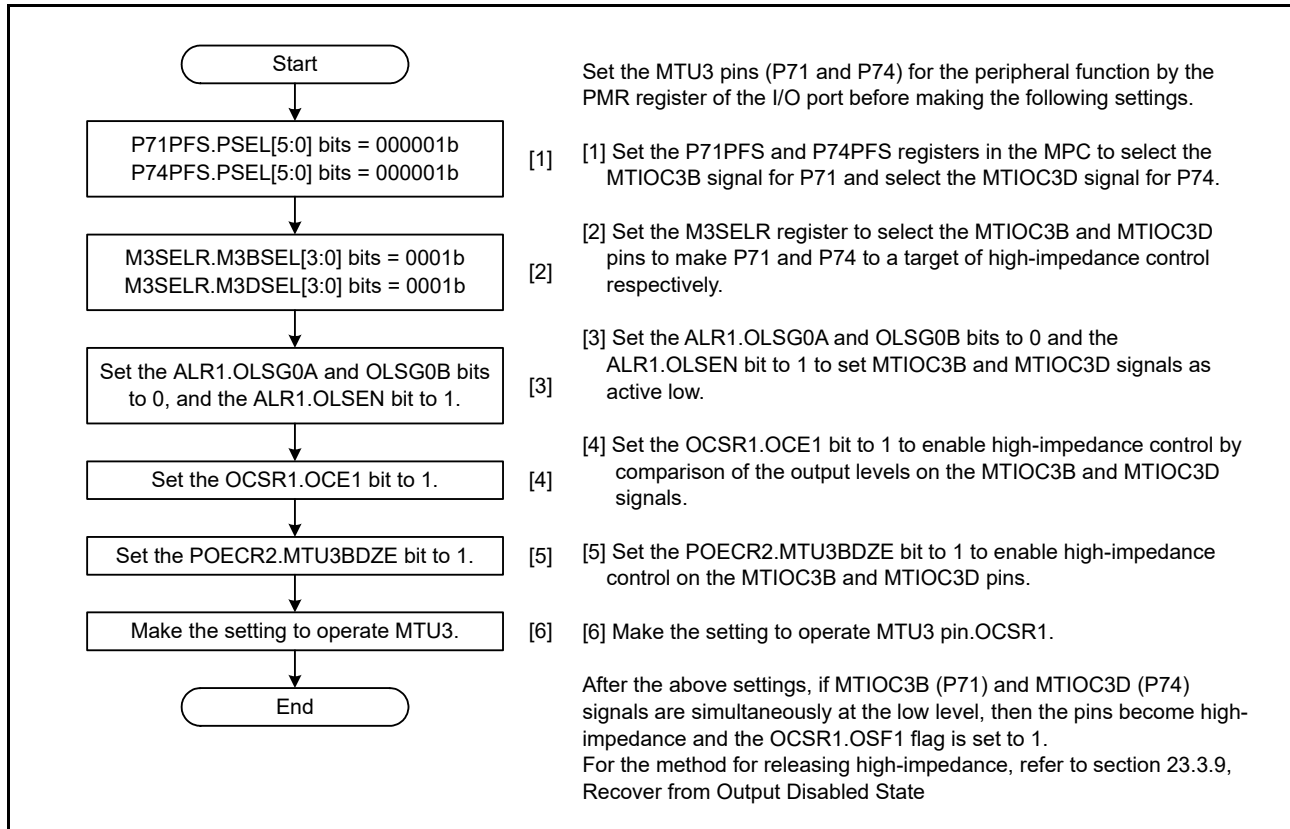 Start
P71PFS.PSEL[5:0] bits = 000001b
P74PFS.PSEL[5:0] bits = 000001b
[1]
M3SELR.M3BSEL[3:0] bits = 0001b
M3SELR.M3DSEL[3:0] bits = 0001b
[2]
Set the ALR1.OLSG0A and OLSG0B bits
to 0, and the ALR1.OLSEN bit to 1.
[3]
Set the OCSR1.OCE1 bit to 1.
[4]
Set the POECR2.MTU3BDZE bit to 1.
[5]
Make the setting to operate MTU3.
[6]
End
Set the MTU3 pins (P71 and P74) for the peripheral function by the
PMR register of the I/O port before making the following settings.
[1] Set the P71PFS and P74PFS registers in the MPC to select the
MTIOC3B signal for P71 and select the MTIOC3D signal for P74.
[2] Set the M3SELR register to select the MTIOC3B and MTIOC3D
pins to make P71 and P74 to a target of high-impedance control
respectively.
[3] Set the ALR1.OLSG0A and OLSG0B bits to 0 and the
ALR1.OLSEN bit to 1 to set MTIOC3B and MTIOC3D signals as
active low.
[4] Set the OCSR1.OCE1 bit to 1 to enable high-impedance control by
comparison of the output levels on the MTIOC3B and MTIOC3D
signals.
[5] Set the POECR2.MTU3BDZE bit to 1 to enable high-impedance
control on the MTIOC3B and MTIOC3D pins.
[6] Make the setting to operate MTU3 pin.OCSR1.
After the above settings, if MTIOC3B (P71) and MTIOC3D (P74)
signals are simultaneously at the low level, then the pins become high-
impedance and the OCSR1.OSF1 flag is set to 1.
For the method for releasing high-impedance, refer to section 23.3.9,
Recover from Output Disabled State